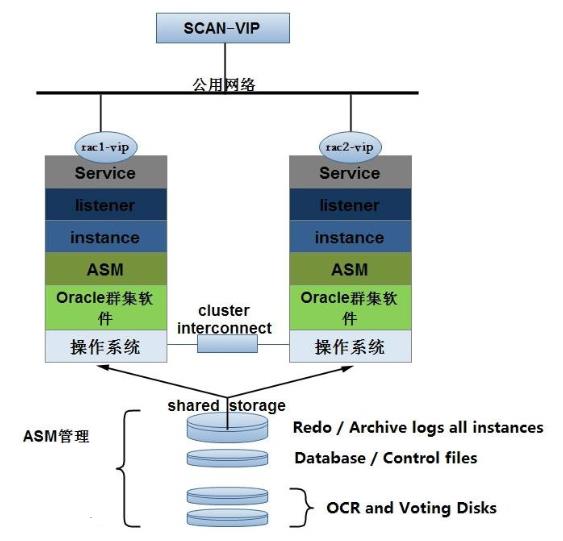 SCAN-VIP
公用网络
rac1-vip
rac2-vip
Service
Service
listener
listener
instance
instance
ASM
ASM
Oracle群集软
件
Oracle群集软
件
cluster
interconnect
操作系统
操作系统
shared storage
ASM管理
Redo / Archive logs all instances
Database / Control files
OCR and Voting Disks